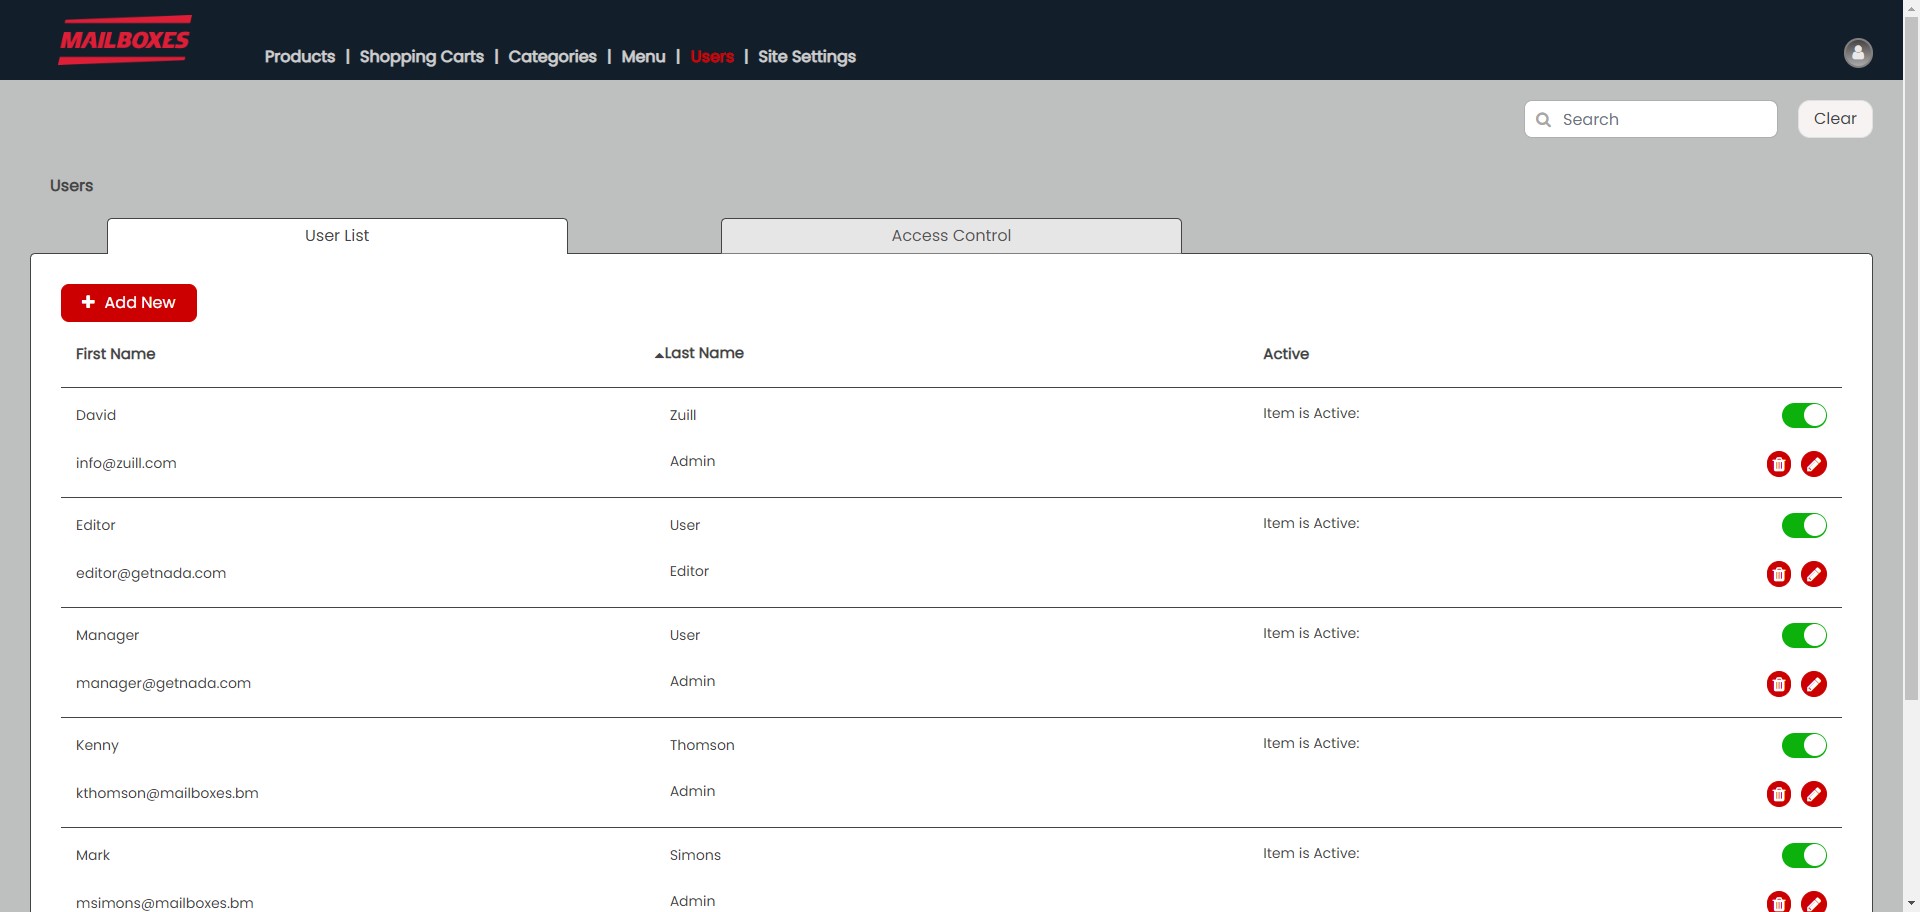 MAILBOXES
Products | Shopping Carts | Categories | Menu | Users | Site Settings
Search
Clear
Users
User List
Access Control
Add New
First Name Last Name Active
David Zuill Item is Active:
info@zuill.com Admin
Editor User Item is Active:
editor@getnada.com Editor
Manager User Item is Active:
manager@getnada.com Admin
Kenny Thomson Item is Active:
kthomson@mailboxes.bm Admin
Mark Simons Item is Active:
msimons@mailboxes.bm Admin